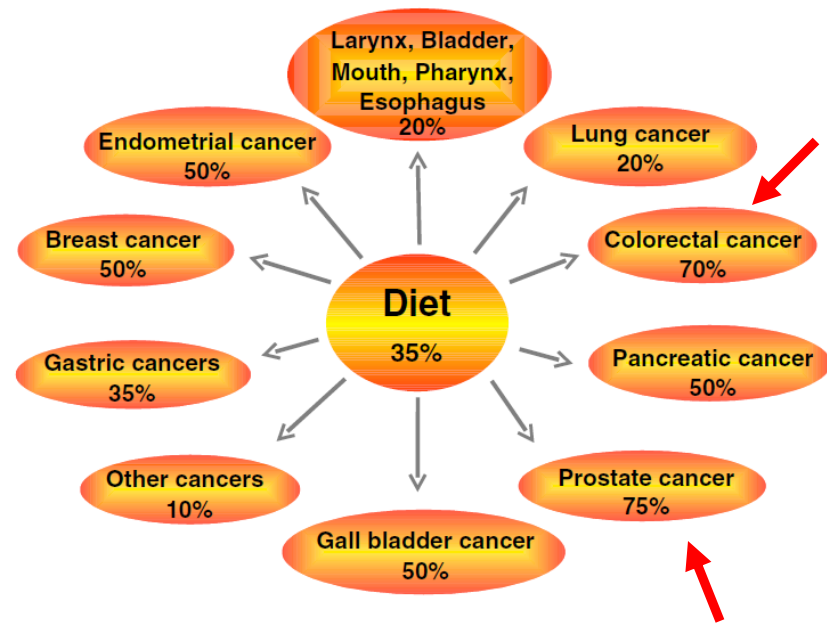 Larynx, Bladder,
Mouth, Pharynx,
Esophagus
20%
Endometrial cancer
50%
Lung cancer
20%
Breast cancer
50%
Colorectal cancer
70%
Diet
35%
Gastric cancers
35%
Pancreatic cancer
50%
Other cancers
10%
Prostate cancer
75%
Gall bladder cancer
50%